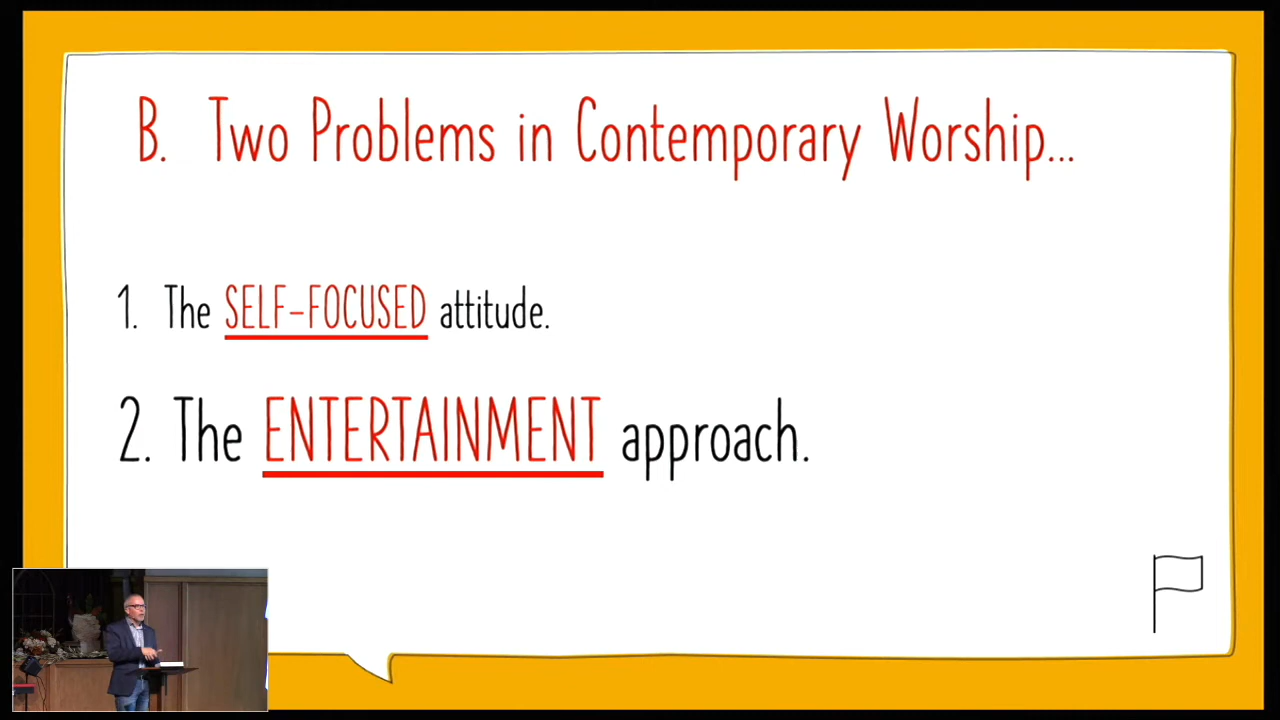 B. Two Problems in Contemporary Worship...
1. The SELF-FOCUSED attitude.
2. The ENTERTAINMENT approach.